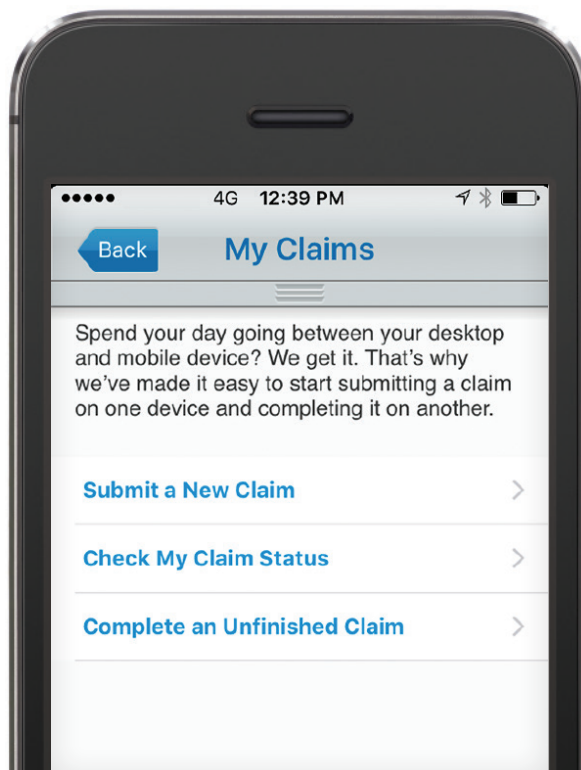 4G 12:39 PM
Back
My Claims
Spend your day going between your desktop
and mobile device? We get it. That's why
we've made it easy to start submitting a claim
on one device and completing it on another.
Submit a New Claim
Check My Claim Status
Complete an Unfinished Claim